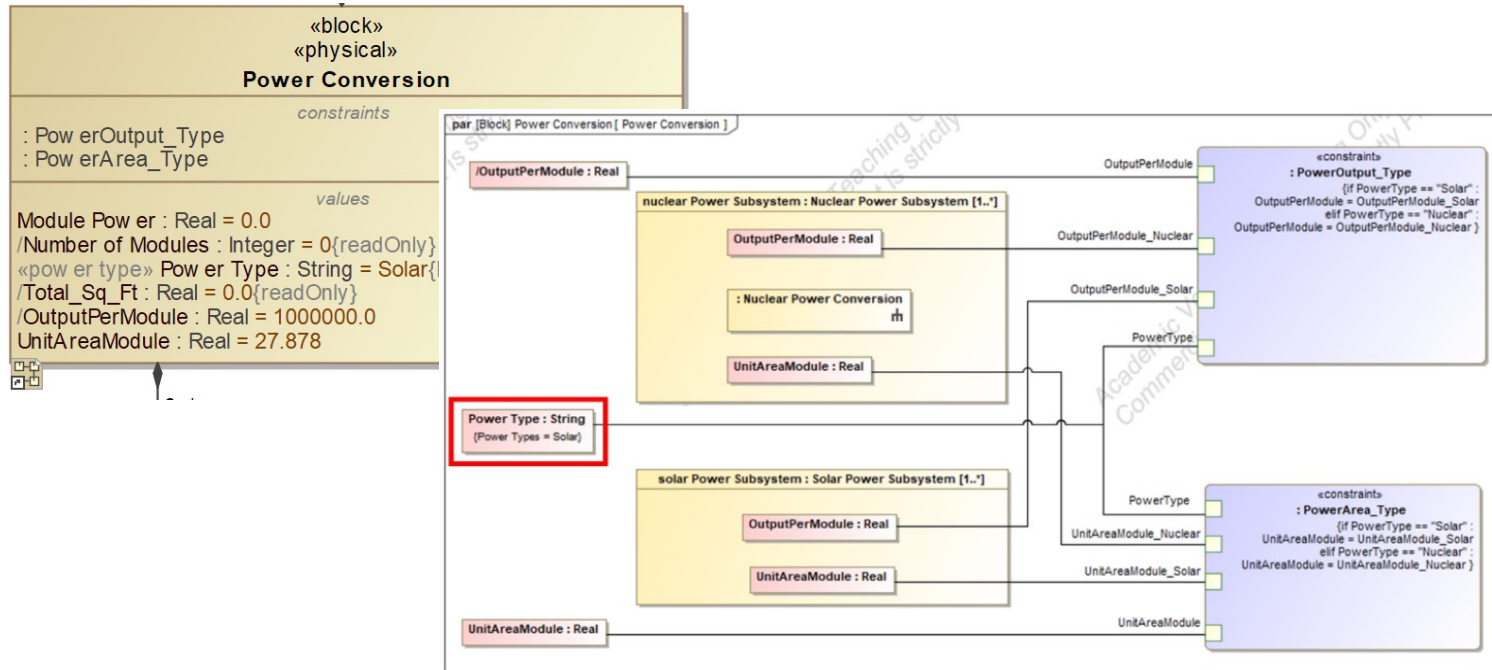 «block»
«physical»
Power Conversion
constraints
: Pow erOutput_Type
: Pow erArea_Type
values
Module Pow er : Real = 0.0
/Number of Modules : Integer = 0{readOnly}
«pow er type» Pow er Type : String = Solar{
/Total_Sq_Ft : Real = 0.0{readOnly}
/OutputPerModule : Real = 1000000.0
UnitAreaModule : Real = 27.878
par [Block] Power Conversion [ Power Conversion ]
/OutputPerModule : Real
nuclear Power Subsystem : Nuclear Power Subsystem [1..*]
OutputPerModule : Real
: Nuclear Power Conversion
UnitAreaModule : Real
Power Type : String
{Power Types = Solar}
solar Power Subsystem : Solar Power Subsystem [1..*]
OutputPerModule : Real
UnitAreaModule : Real
UnitAreaModule : Real
OutputPerModule
OutputPerModule_Nuclear
OutputPerModule_Solar
PowerType
«constraint»
: PowerOutput_Type
{if PowerType == "Solar" :
OutputPerModule = OutputPerModule_Solar
elif PowerType == "Nuclear" :
OutputPerModule = OutputPerModule_Nuclear }
PowerType
UnitAreaModule_Nuclear
UnitAreaModule_Solar
UnitAreaModule
«constraint»
: PowerArea_Type
{if PowerType == "Solar" :
UnitAreaModule = UnitAreaModule_Solar
elif PowerType == "Nuclear" :
UnitAreaModule = UnitAreaModule_Nuclear }
Teaching
is strictly
Academic